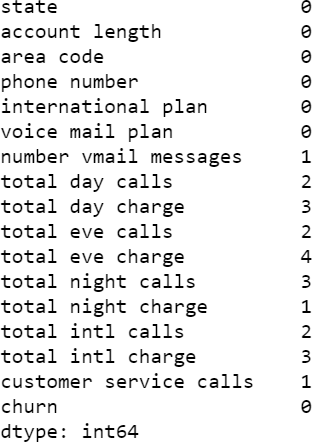 state 0
account length 0
area code 0
phone number 0
international plan 0
voice mail plan 0
number vmail messages 1
total day calls 2
total day charge 3
total eve calls 2
total eve charge 4
total night calls 3
total night charge 1
total intl calls 2
total intl charge 3
customer service calls 1
churn 0
dtype: int64